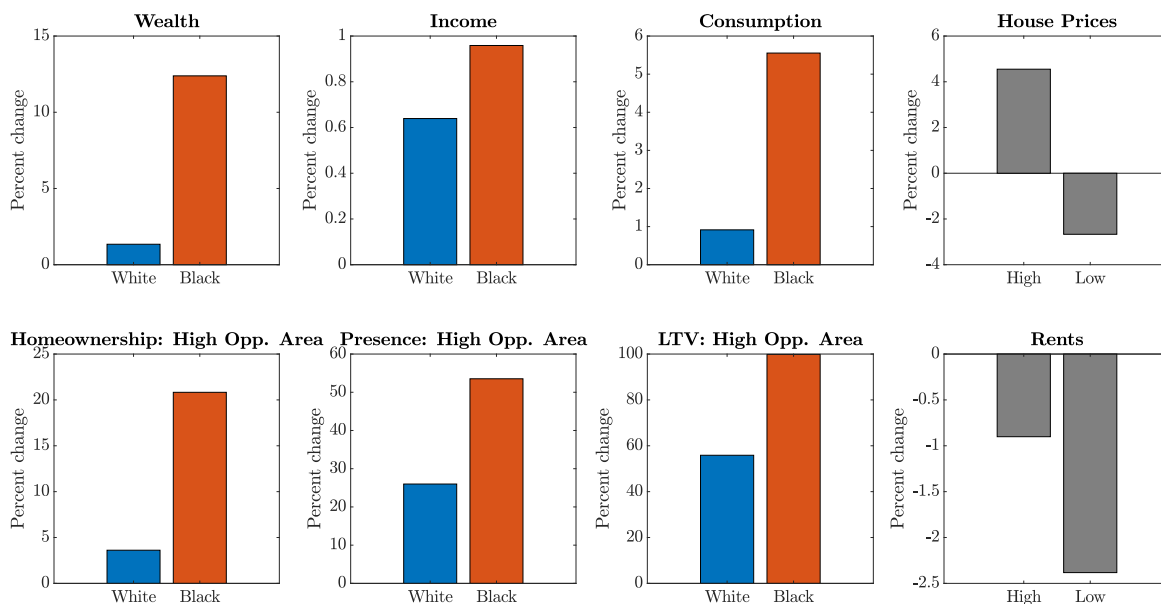 Wealth
15
10
5
0
Percent change
White Black
Income
1
0.8
0.6
0.4
0.2
0
Percent change
White Black
Consumption
6
5
4
3
2
1
0
Percent change
White Black
House Prices
6
4
2
0
-2
-4
Percent change
High Low
Homeownership: High Opp. Area
25
20
15
10
5
0
Percent change
White Black
Presence: High Opp. Area
60
50
40
30
20
10
0
Percent change
White Black
LTV: High Opp. Area
100
80
60
40
20
0
Percent change
White Black
Rents
0
-0.5
-1
-1.5
-2
-2.5
Percent change
High Low